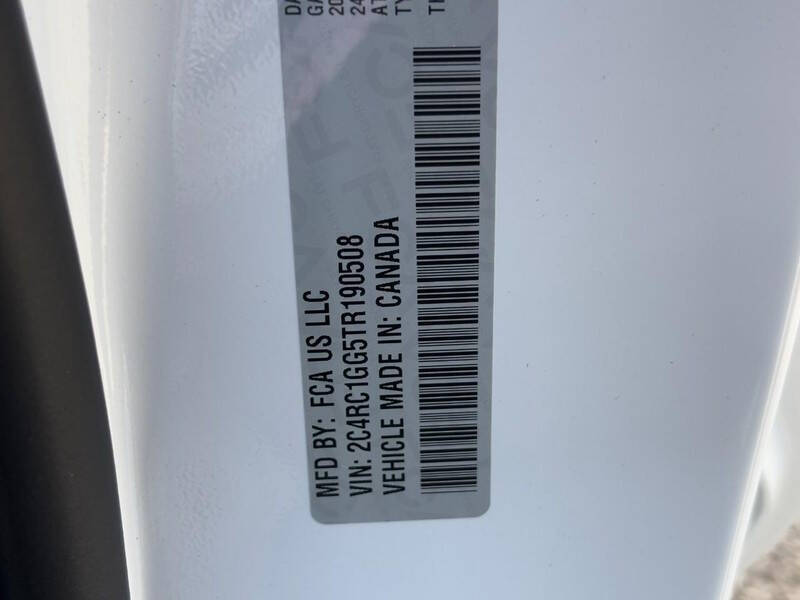 MFD BY: FCA US LLC
VIN: 2C4RC1GG5TR190508
VEHICLE MADE IN: CANADA